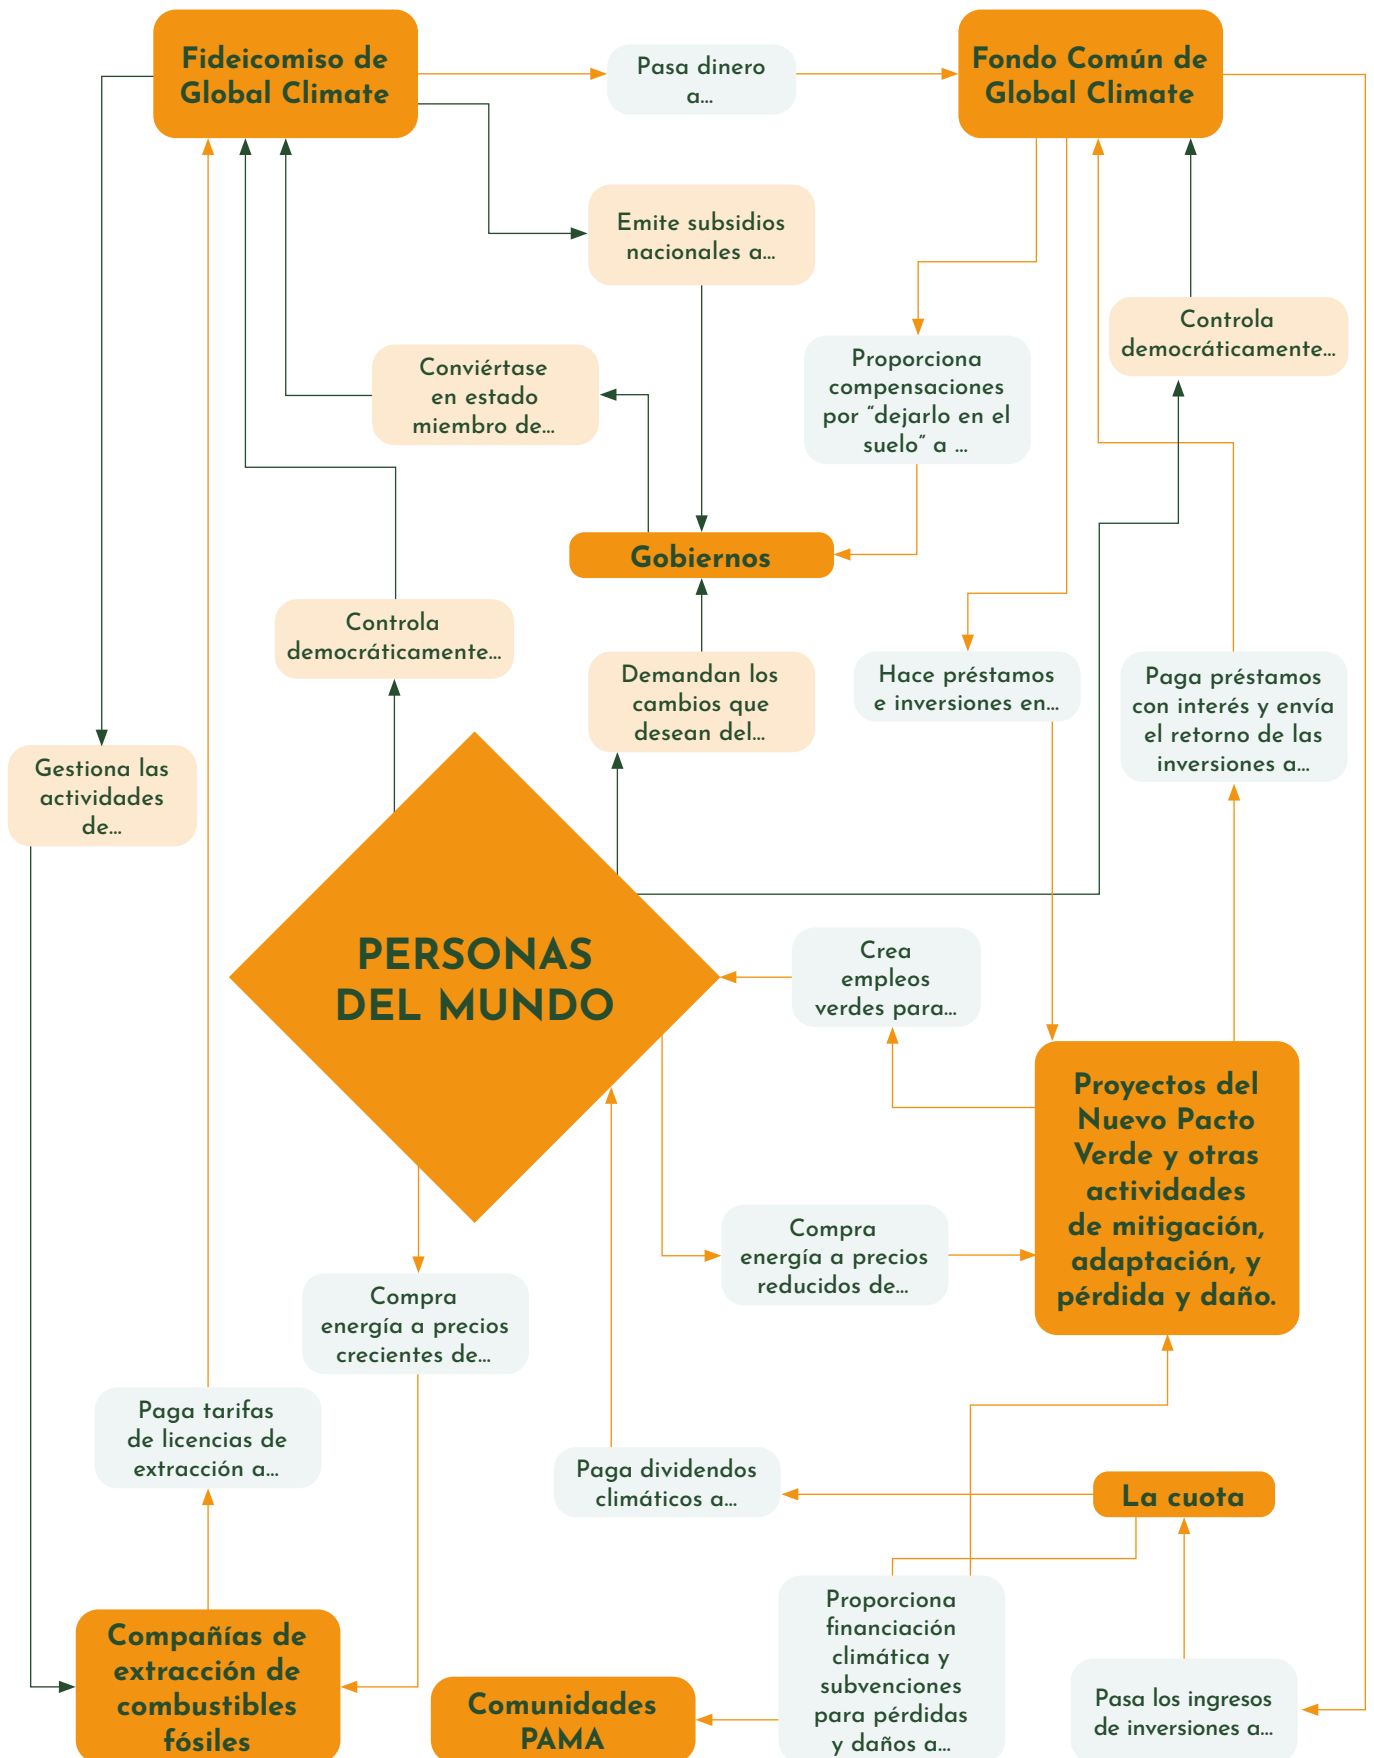 Fideicomiso de
Global Climate
Pasa dinero
a...
Fondo Común de
Global Climate
Emite subsidios
nacionales a...
Controla
democráticamente...
Conviértase
en estado
miembro de...
Proporciona
compensaciones
por “dejarlo en el
suelo” a ...
Gobiernos
Controla
democráticamente...
Demandan los
cambios que
desean del...
Hace préstamos
e inversiones en...
Paga préstamos
con interés y envía
el retorno de las
inversiones a...
Gestiona las
actividades
de...
PERSONAS
DEL MUNDO
Crea
empleos
verdes para...
Proyectos del
Nuevo Pacto
Verde y otras
actividades
de mitigación,
adaptación, y
pérdida y daño.
Compra
energía a precios
reducidos de...
Compra
energía a precios
crecientes de...
Paga tarifas
de licencias de
extracción a...
Paga dividendos
climáticos a...
La cuota
Compañías de
extracción de
combustibles
fósiles
Comunidades
PAMA
Proporciona
financiación
climática y
subvenciones
para pérdidas
y daños a...
Pasa los ingresos
de inversiones a...